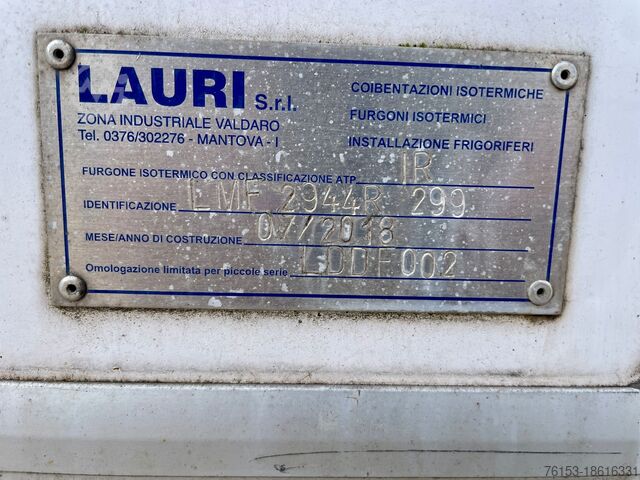 LAURI S.r.l.
ZONA INDUSTRIALE VALDARO
Tel. 0376/302276 - MANTOVA - I
COIBENTAZIONI ISOTERMICHE
FURGONI ISOTERMICI
INSTALLAZIONE FRIGORIFERI
FURGONE ISOTERMICO CON CLASSIFICAZIONE ATP IR
IDENTIFICAZIONE LMF 2944R 299
MESE/ANNO DI COSTRUZIONE 07/2018
Omologazione limitata per piccole serie LDDF002
76153-18616331